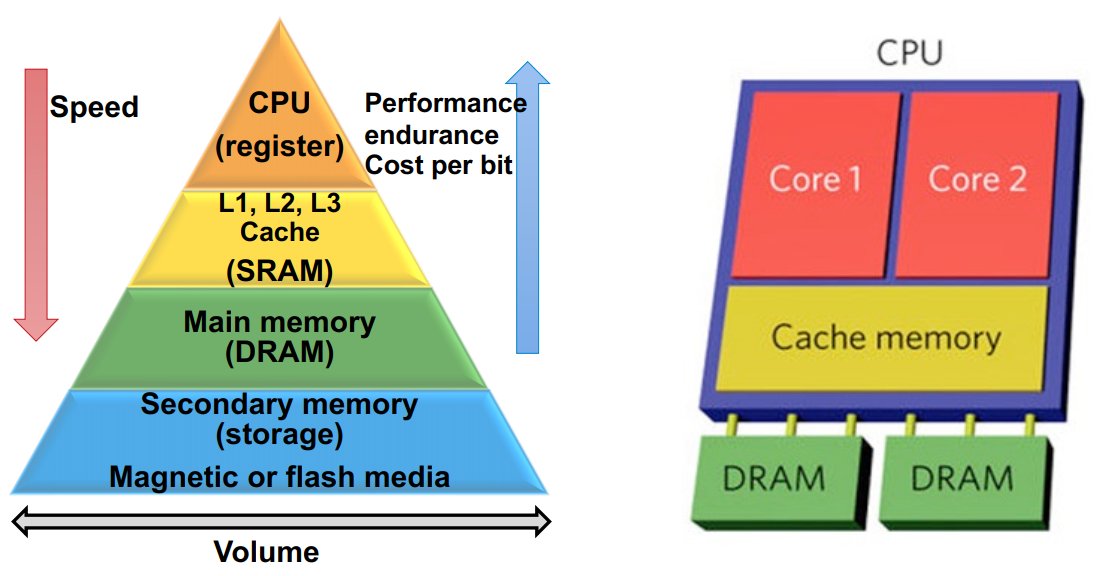 Speed
CPU
(register)
Performance
endurance
Cost per bit
L1, L2, L3
Cache
(SRAM)
Main memory
(DRAM)
Secondary memory
(storage)
Magnetic or flash media
Volume
CPU
Core 1
Core 2
Cache memory
DRAM
DRAM